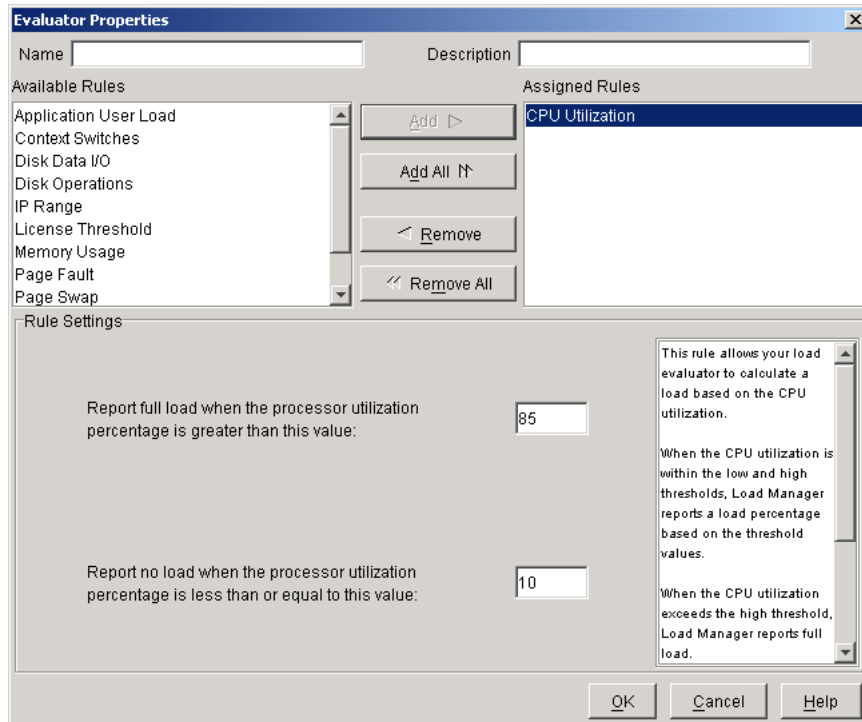 Evaluator Properties
Name
Description
Available Rules
Assigned Rules
Application User Load
Context Switches
Disk Data I/O
Disk Operations
IP Range
License Threshold
Memory Usage
Page Fault
Page Swap
Add
Add All
Remove
Remove All
CPU Utilization
Rule Settings
Report full load when the processor utilization
percentage is greater than this value:
85
Report no load when the processor utilization
percentage is less than or equal to this value:
10
This rule allows your load
evaluator to calculate a
load based on the CPU
utilization.
When the CPU utilization is
within the low and high
thresholds, Load Manager
reports a load percentage
based on the threshold
values.
When the CPU utilization
exceeds the high threshold,
Load Manager reports full
load.
OK
Cancel
Help